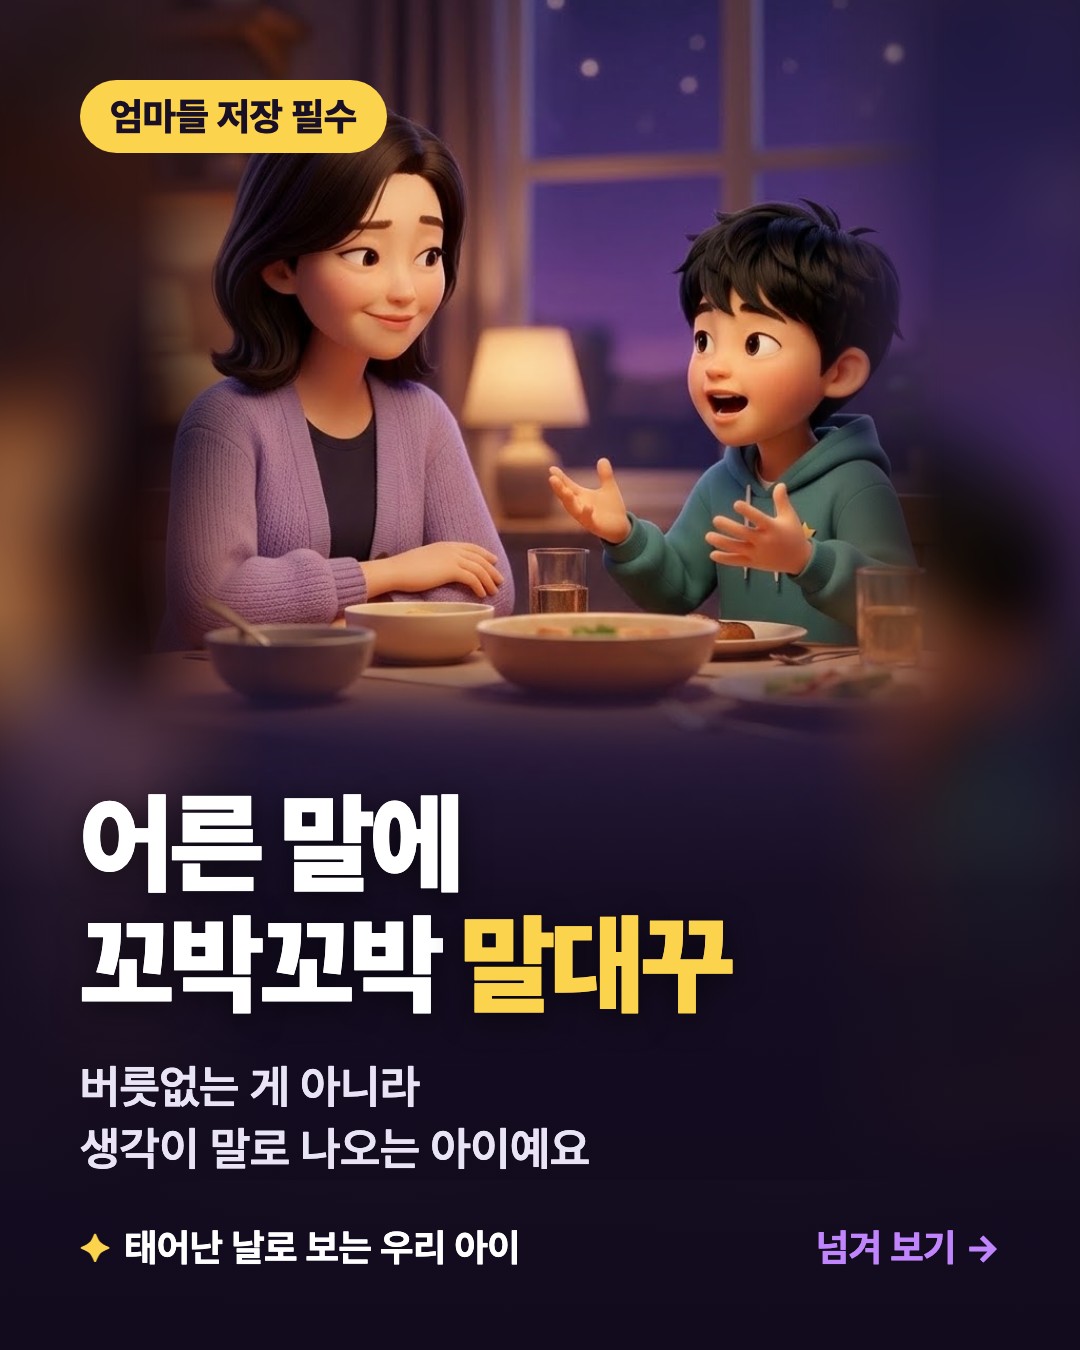 엄마들 저장 필수
어른 말에
꼬박꼬박 말대꾸
버릇없는 게 아니라
생각이 말로 나오는 아이예요
태어난 날로 보는 우리 아이
넘겨 보기 →